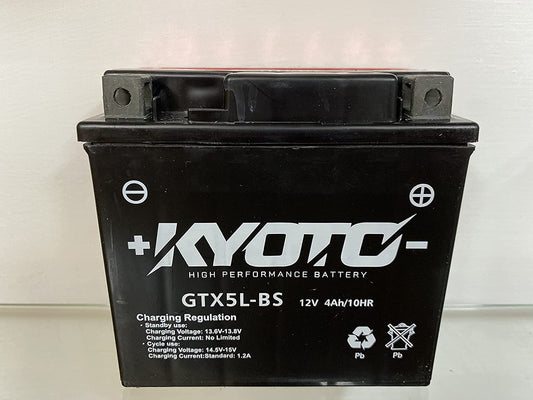 +KYOTO-
HIGH PERFORMANCE BATTERY
GTX5L-BS 12V 4Ah/10HR
Charging Regulation
• Standby use:
Charging Voltage: 13.6V-13.8V
Charging Current: No Limited
• Cycle use:
Charging Voltage: 14.5V-15V
Charging Current:Standard: 1.2A
Pb Pb